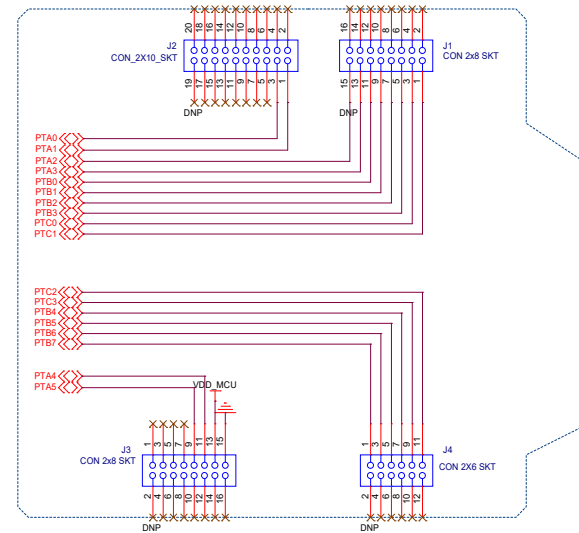 20 18 16 14 12 10 8 6 4 2
16 14 12 10 8 6 4 2
J2
CON_2X10_SKT
J1
CON 2x8 SKT
19 17 15 13 11 9 7 5 3 1
15 13 11 9 7 5 3 1
DNP
DNP
PTA0
PTA1
PTA2
PTA3
PTB0
PTB1
PTB2
PTB3
PTC0
PTC1
PTC2
PTC3
PTB4
PTB5
PTB6
PTB7
PTA4
PTA5
VDD_MCU
1 3 5 7 9 11 13 15
1 3 5 7 9 11
J3
CON 2x8 SKT
J4
CON 2X6 SKT
2 4 6 8 10 12 14 16
2 4 6 8 10 12
DNP
DNP